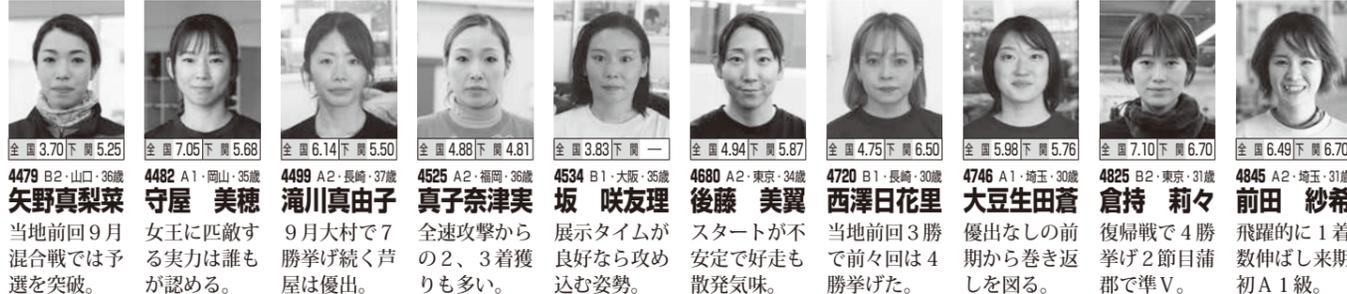 全国 3.70 下関 5.25
4479 B2・山口・36歳
矢野真梨菜
当地前回９月
混合戦では予
選を突破。
全国 7.05 下関 5.68
4482 A1・岡山・35歳
守屋　美穂
女王に匹敵す
る実力は誰も
が認める。
全国 6.14 下関 5.50
4499 A2・長崎・37歳
滝川真由子
９月大村で７
勝挙げ続く芦
屋は優出。
全国 4.88 下関 4.81
4525 A2・福岡・36歳
真子奈津実
全速攻撃から
の２、３着獲
りも多い。
全国 3.83 下関 ―
4534 B1・大阪・35歳
坂　咲友理
展示タイムが
良好なら攻め
込む姿勢。
全国 4.94 下関 5.87
4680 A2・東京・34歳
後藤　美翼
スタートが不
安定で好走も
散発気味。
全国 4.75 下関 6.50
4720 B1・長崎・30歳
西澤日花里
当地前回３勝
で前々回は４
勝挙げた。
全国 5.98 下関 5.76
4746 A1・埼玉・30歳
大豆生田蒼
優出なしの前
期から巻き返
しを図る。
全国 7.10 下関 6.70
4825 B2・東京・31歳
倉持　莉々
復帰戦で４勝
挙げ２節目蒲
郡で準Ｖ。
全国 6.49 下関 6.70
4845 A2・埼玉・31歳
前田　紗希
飛躍的に１着
数伸ばし来期
初Ａ１級。